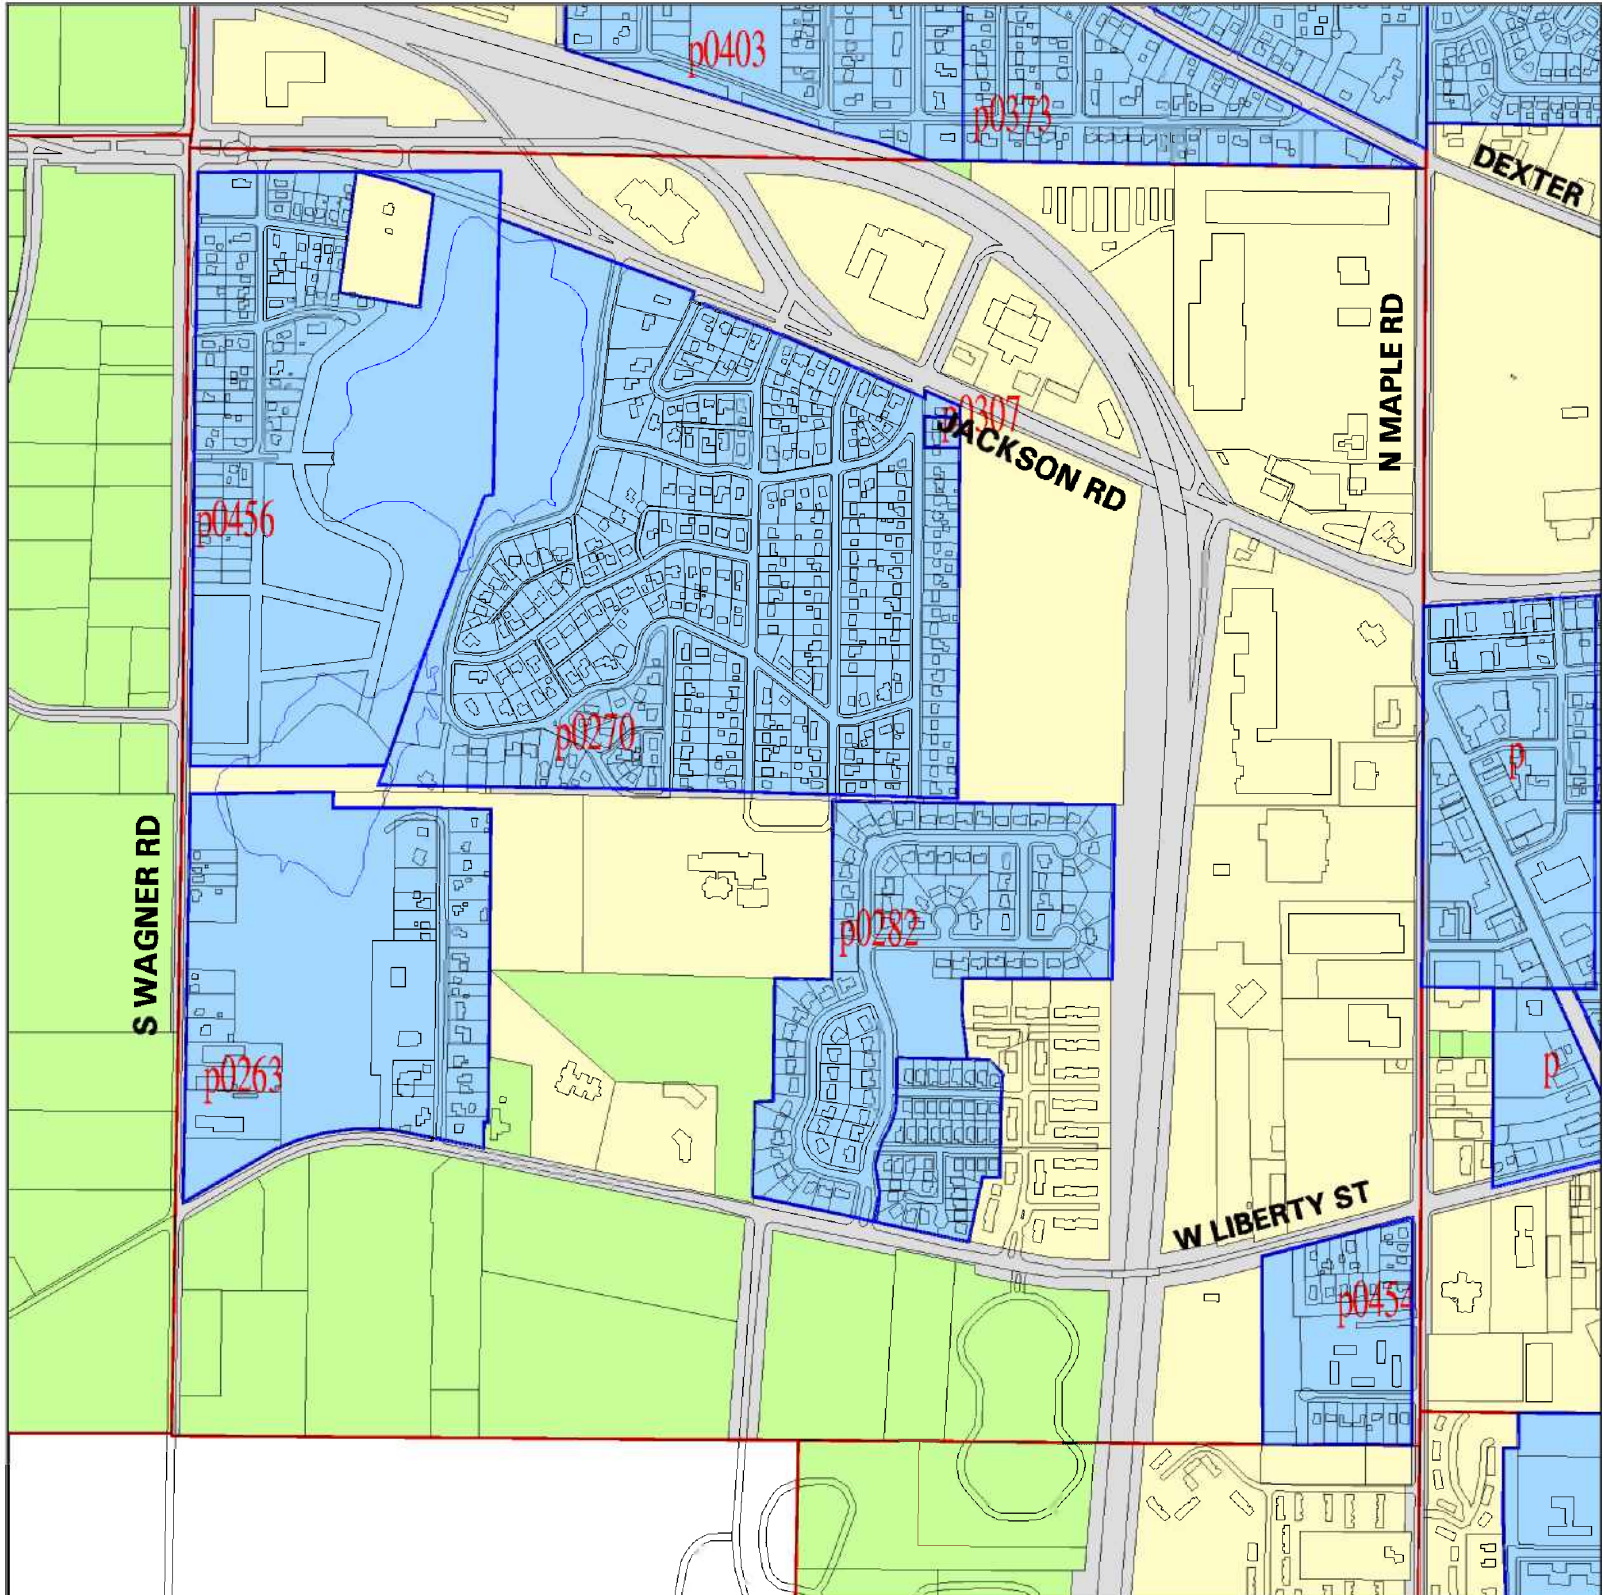 p0403
p0373
DEXTER
N MAPLE RD
p0307
JACKSON RD
p0456
p0270
p
S WAGNER RD
p0282
p0263
p
W LIBERTY ST
p0454